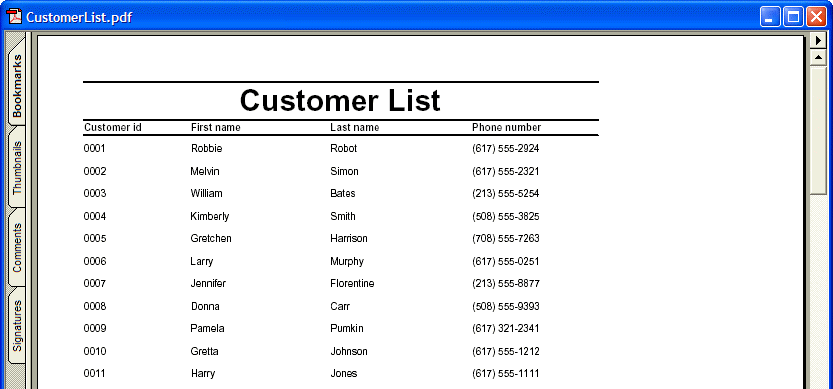 CustomerList.pdf
Bookmarks
Thumbnails
Comments
Signatures
Customer List
Customer id First name Last name Phone number
0001 Robbie Robot (617) 555-2924
0002 Melvin Simon (617) 555-2321
0003 William Bates (213) 555-5254
0004 Kimberly Smith (508) 555-3825
0005 Gretchen Harrison (708) 555-7263
0006 Larry Murphy (617) 555-0251
0007 Jennifer Florentine (213) 555-8877
0008 Donna Carr (508) 555-9393
0009 Pamela Pumkin (617) 321-2341
0010 Gretta Johnson (617) 555-1212
0011 Harry Jones (617) 555-1111